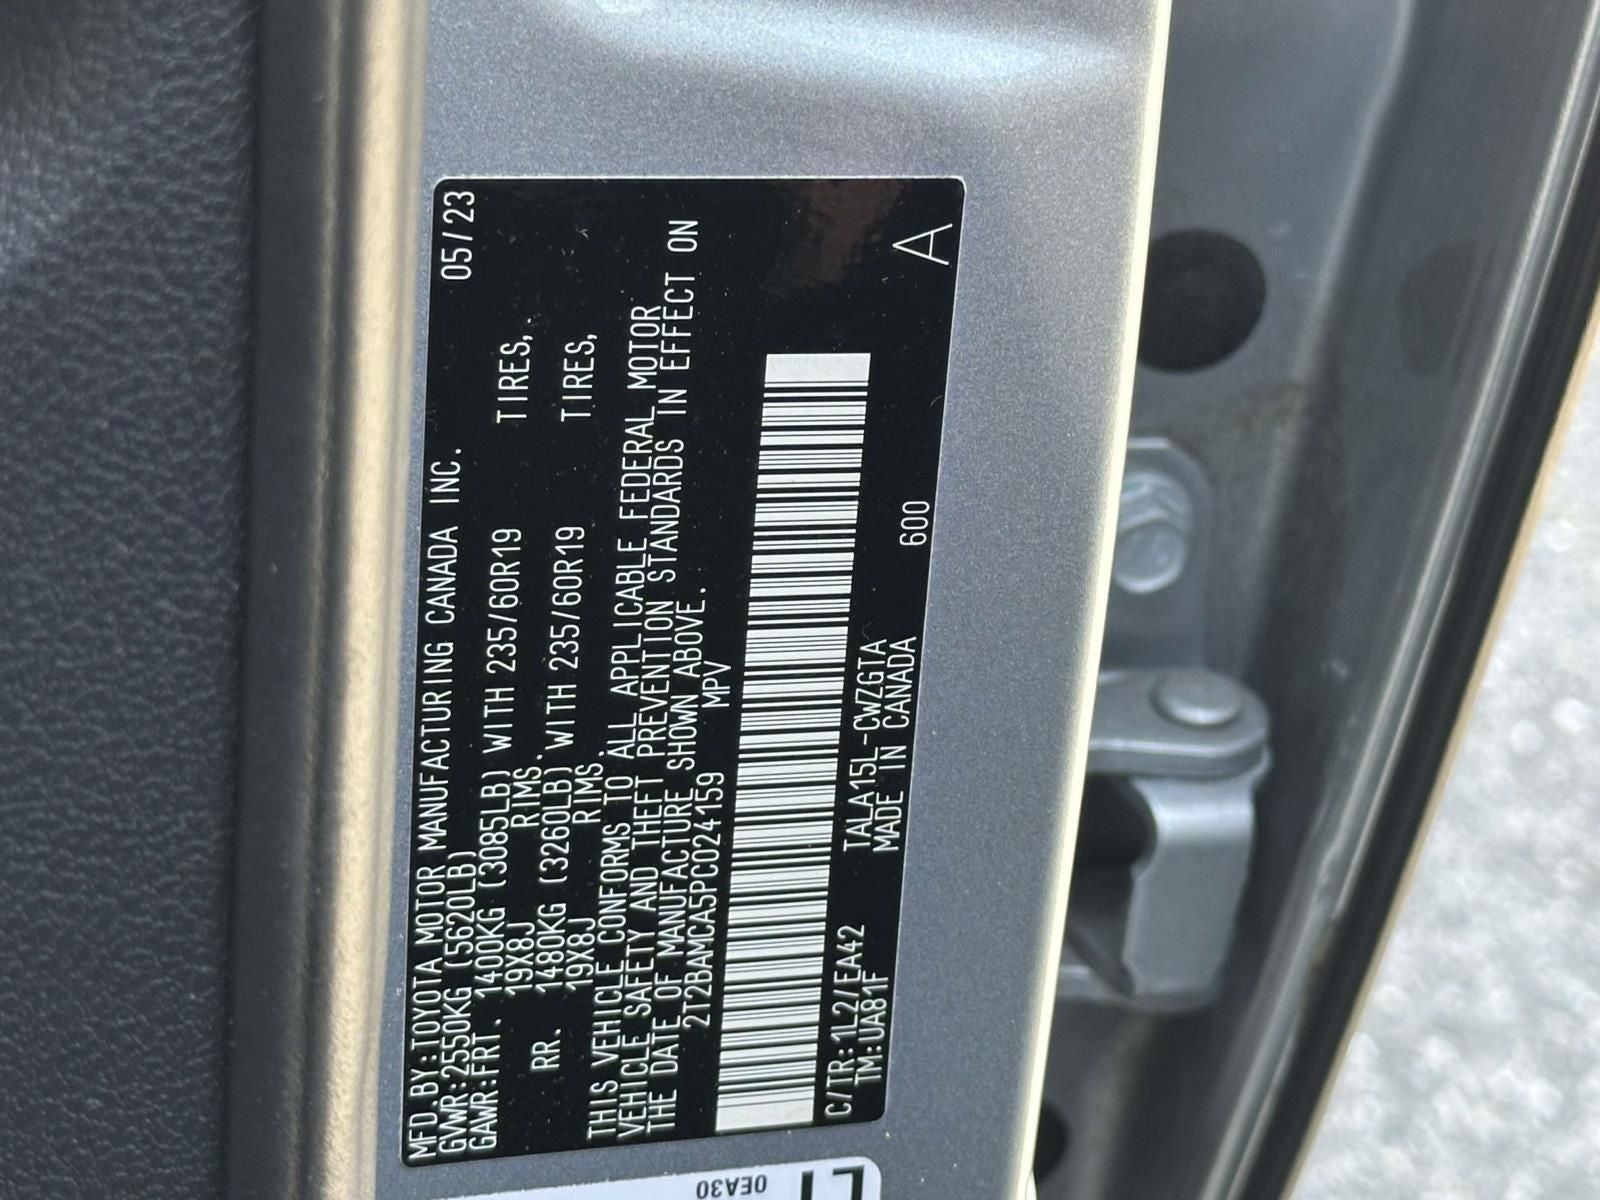 MFD.BY:TOYOTA MOTOR MANUFACTURING CANADA INC. 05/23
GVWR:2550KG (5620LB)
GAWR:FRT. 1400KG (3085LB) WITH 235/60R19 TIRES,
19X8J RIMS.
RR. 1480KG (3260LB) WITH 235/60R19 TIRES,
19X8J RIMS.
THIS VEHICLE CONFORMS TO ALL APPLICABLE FEDERAL MOTOR
VEHICLE SAFETY AND THEFT PREVENTION STANDARDS IN EFFECT ON
THE DATE OF MANUFACTURE SHOWN ABOVE.
2T2BAMCA5PC024159 MPV
C/TR:1L2/EA42 TALA15L-CWZGTA
TM:UA81F MADE IN CANADA 600 A
0EA30